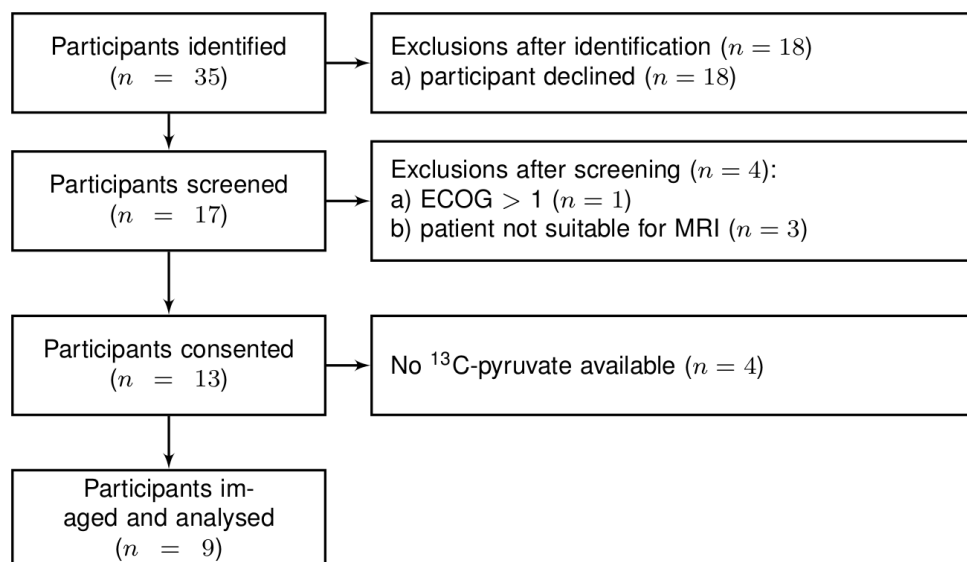 Participants identified
(n = 35)
Exclusions after identification (n = 18)
a) participant declined (n = 18)
Participants screened
(n = 17)
Exclusions after screening (n = 4):
a) ECOG > 1 (n = 1)
b) patient not suitable for MRI (n = 3)
Participants consented
(n = 13)
No ¹³C-pyruvate available (n = 4)
Participants im-
aged and analysed
(n = 9)